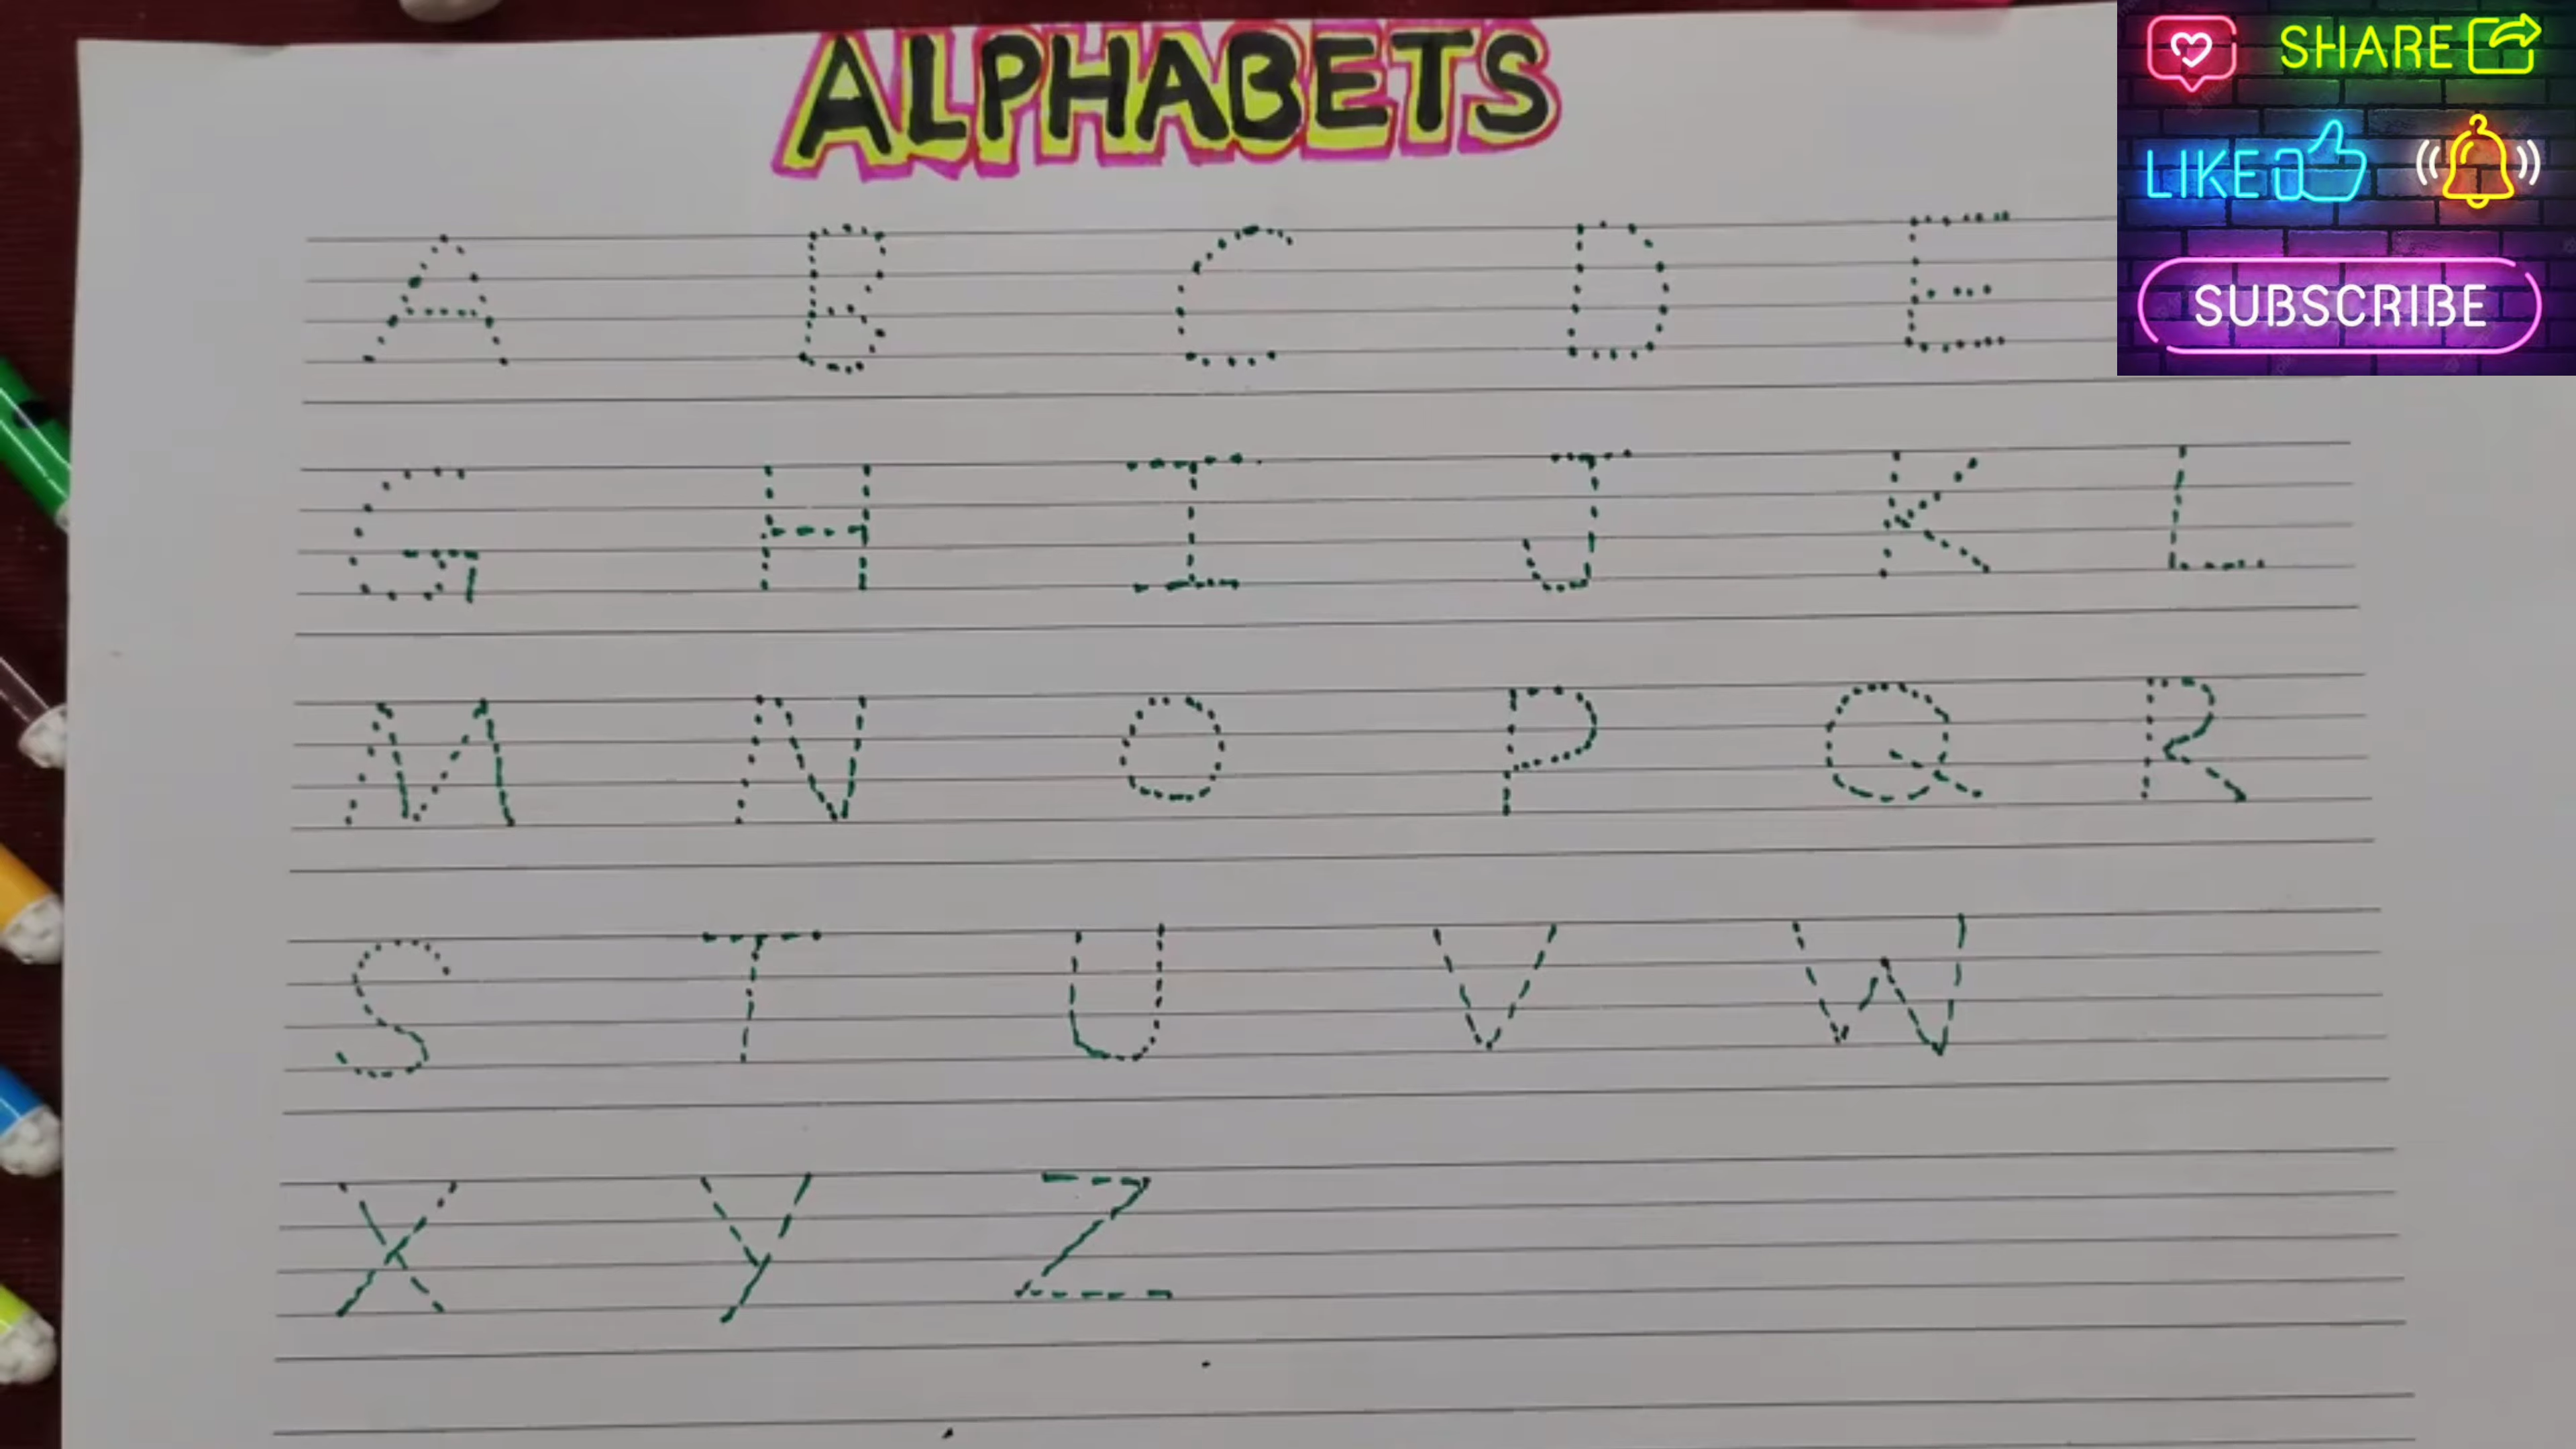 ALPHABETS
SHARE
LIKE
SUBSCRIBE
A B C D E
G H I J K L
M N O P Q R
S T U V W
X Y Z